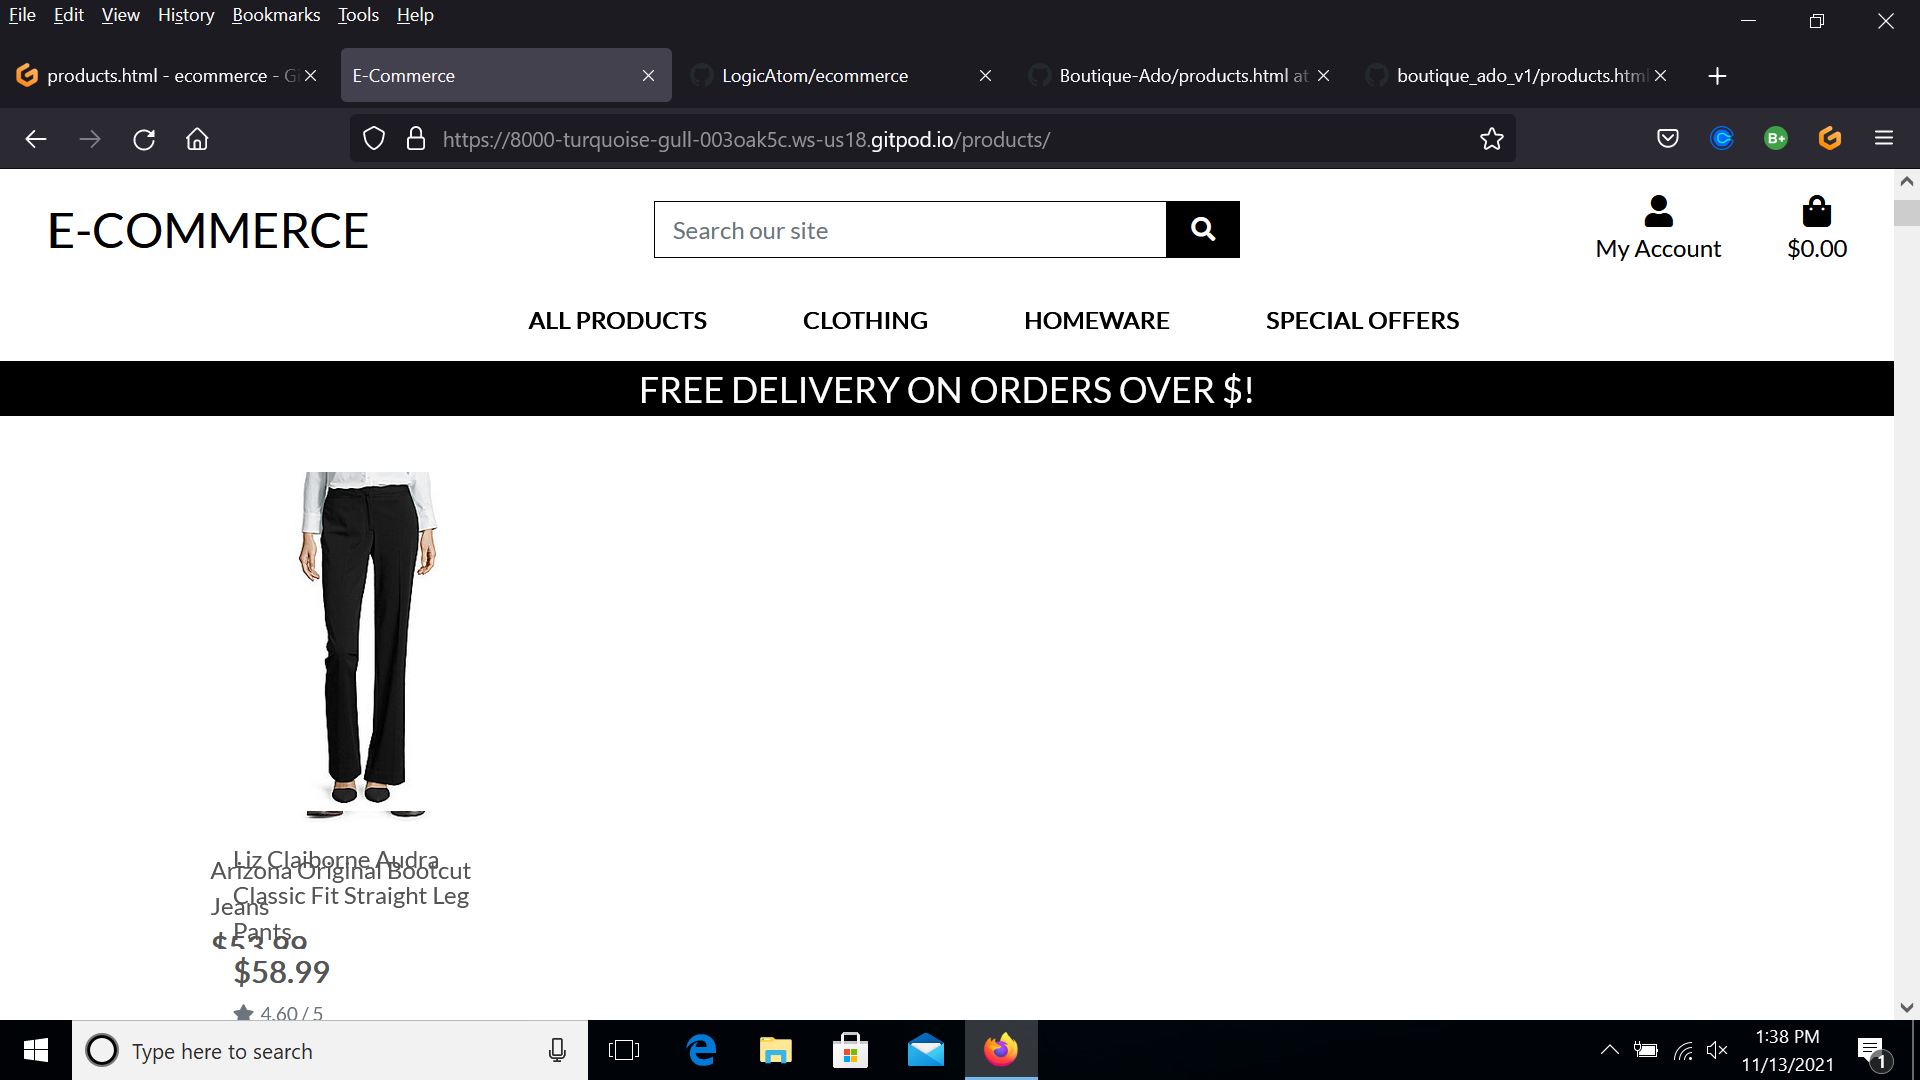 File Edit View History Bookmarks Tools Help
products.html - ecommerce - Gi
E-Commerce
LogicAtom/ecommerce
Boutique-Ado/products.html at
boutique_ado_v1/products.html
https://8000-turquoise-gull-003oak5c.ws-us18.gitpod.io/products/
B+
E-COMMERCE
Search our site
My Account
$0.00
ALL PRODUCTS CLOTHING HOMEWARE SPECIAL OFFERS
FREE DELIVERY ON ORDERS OVER $!
Liz Claiborne Audra
Arizona Original Bootcut
Classic Fit Straight Leg
Jeans
Pants
$53.99
$58.99
4.60 / 5
Type here to search
1:38 PM
11/13/2021
1